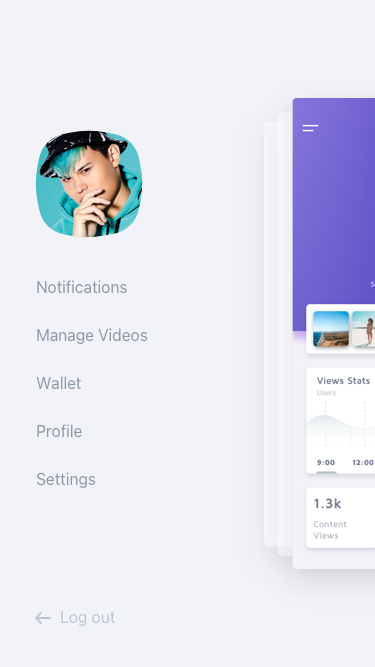 Notifications
Manage Videos
Wallet
Profile
Settings
Log out
Views Stats
Users
9:00 12:00
1.3k
Content
Views